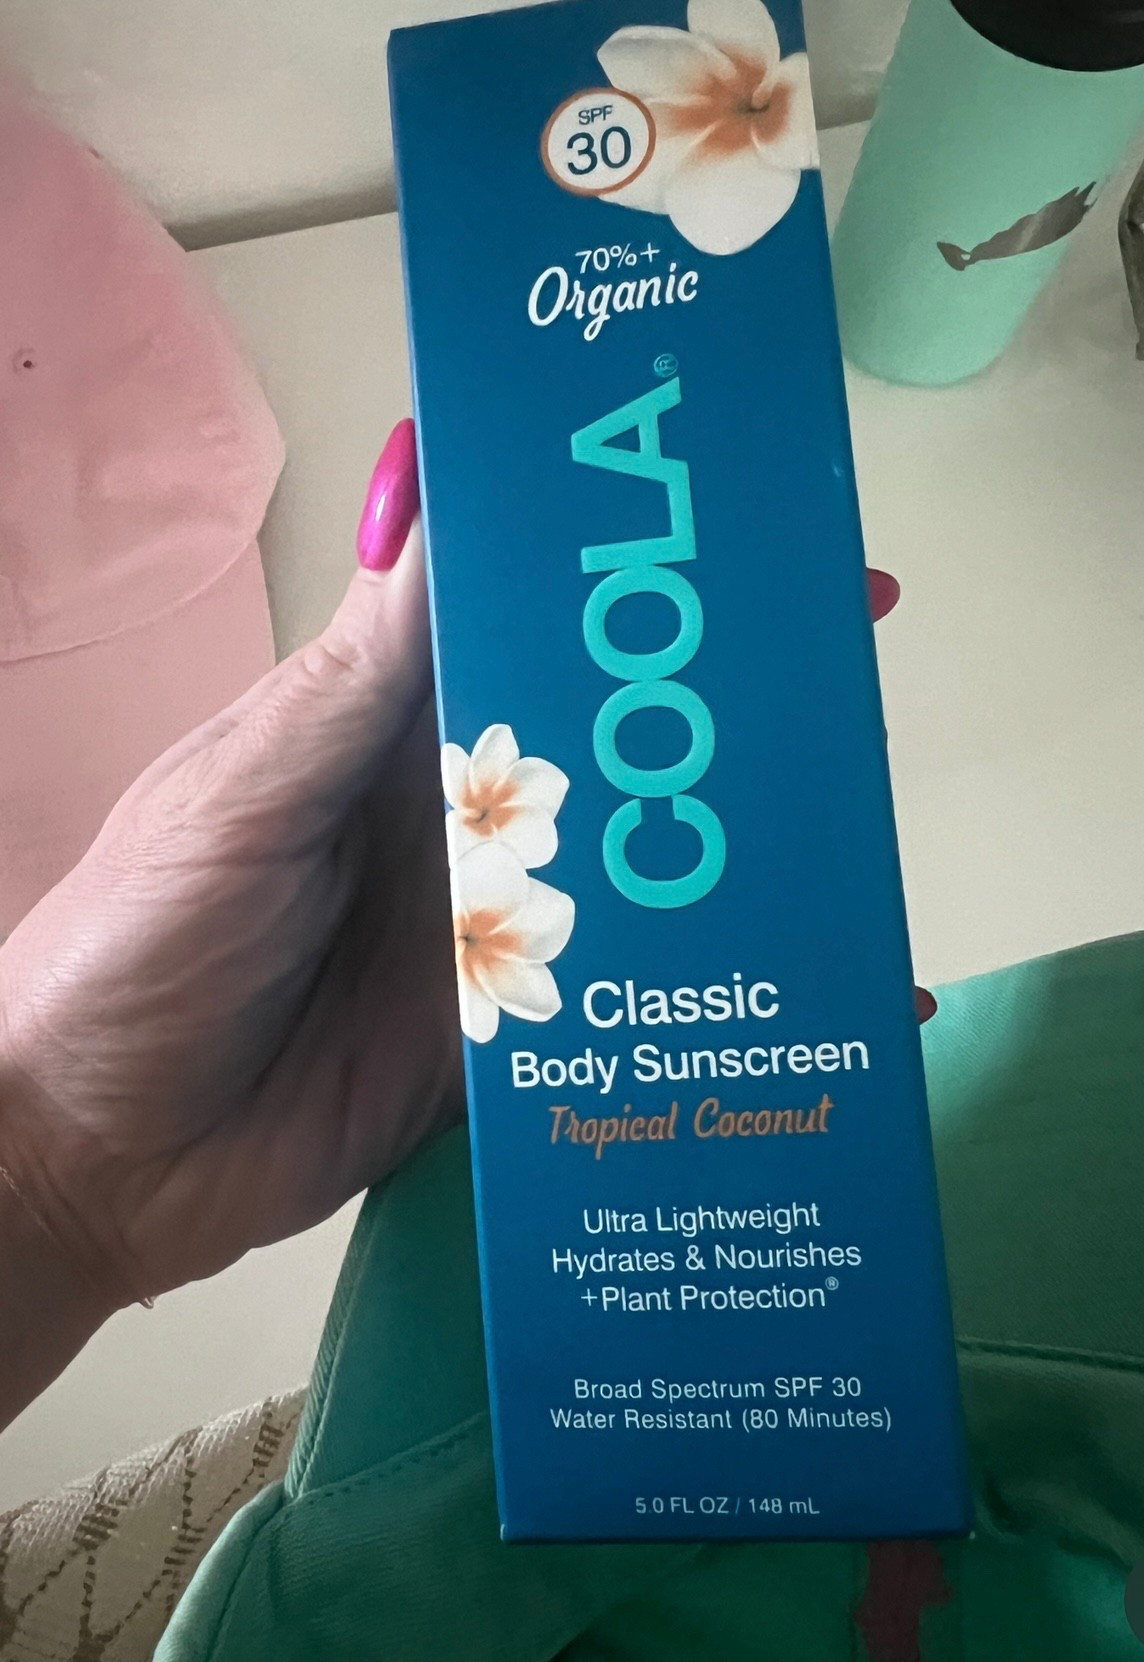 SPF
30
70%+
Organic
COOLA®
Classic
Body Sunscreen
Tropical Coconut
Ultra Lightweight
Hydrates & Nourishes
+Plant Protection®
Broad Spectrum SPF 30
Water Resistant (80 Minutes)
5.0 FL OZ / 148 mL